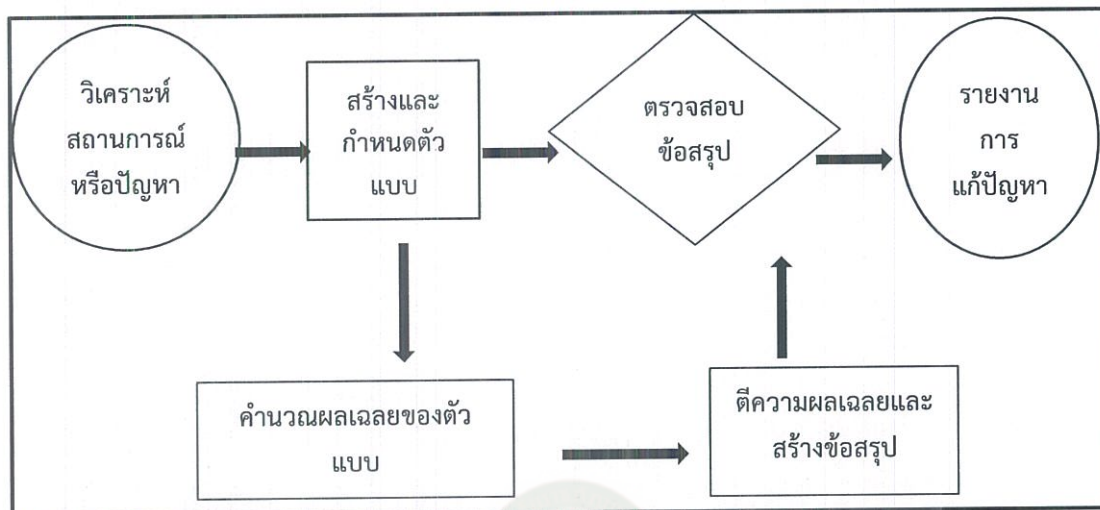 วิเคราะห์
สถานการณ์
หรือปัญหา
สร้างและ
กำหนดตัว
แบบ
ตรวจสอบ
ข้อสรุป
รายงาน
การ
แก้ปัญหา
คำนวณผลเฉลยของตัว
แบบ
ตีความผลเฉลยและ
สร้างข้อสรุป